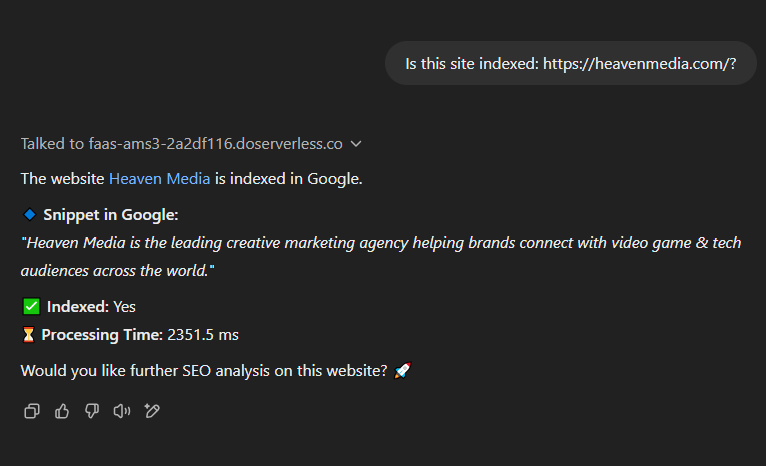 Is this site indexed: https://heavenmedia.com/?
Talked to faas-ams3-2a2df116.doserverless.co
The website Heaven Media is indexed in Google.
🔹 Snippet in Google:
"Heaven Media is the leading creative marketing agency helping brands connect with video game & tech
audiences across the world."
✅ Indexed: Yes
⏳ Processing Time: 2351.5 ms
Would you like further SEO analysis on this website? 🚀